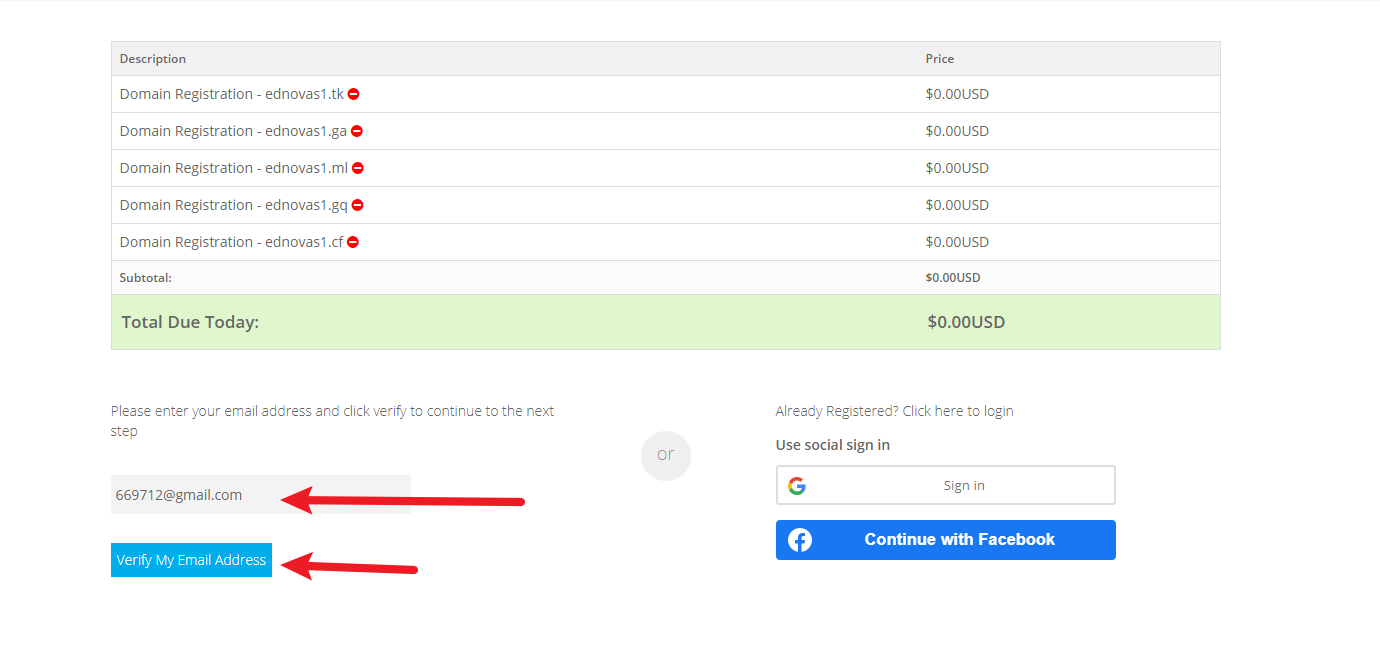 Description Price
Domain Registration - ednovas1.tk $0.00USD
Domain Registration - ednovas1.ga $0.00USD
Domain Registration - ednovas1.ml $0.00USD
Domain Registration - ednovas1.gq $0.00USD
Domain Registration - ednovas1.cf $0.00USD
Subtotal: $0.00USD
Total Due Today: $0.00USD
Please enter your email address and click verify to continue to the next
step
669712@gmail.com
Verify My Email Address
or
Already Registered? Click here to login
Use social sign in
Sign in
Continue with Facebook